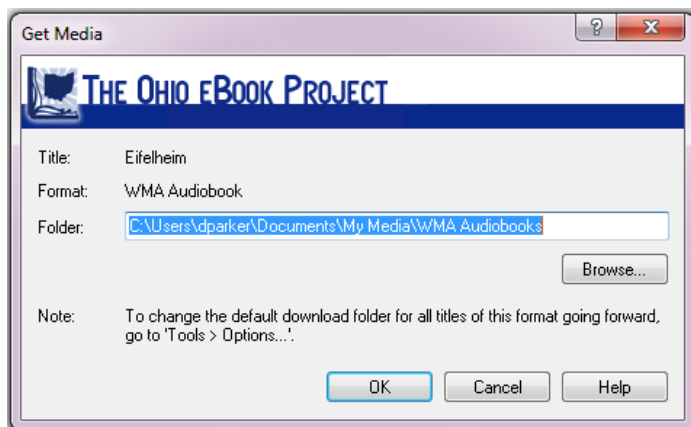 Get Media
The Ohio eBook Project
Title: Eifelheim
Format: WMA Audiobook
Folder: C:\Users\dparker\Documents\My Media\WMA Audiobooks
Browse...
Note: To change the default download folder for all titles of this format going forward,
go to 'Tools > Options...'.
OK Cancel Help